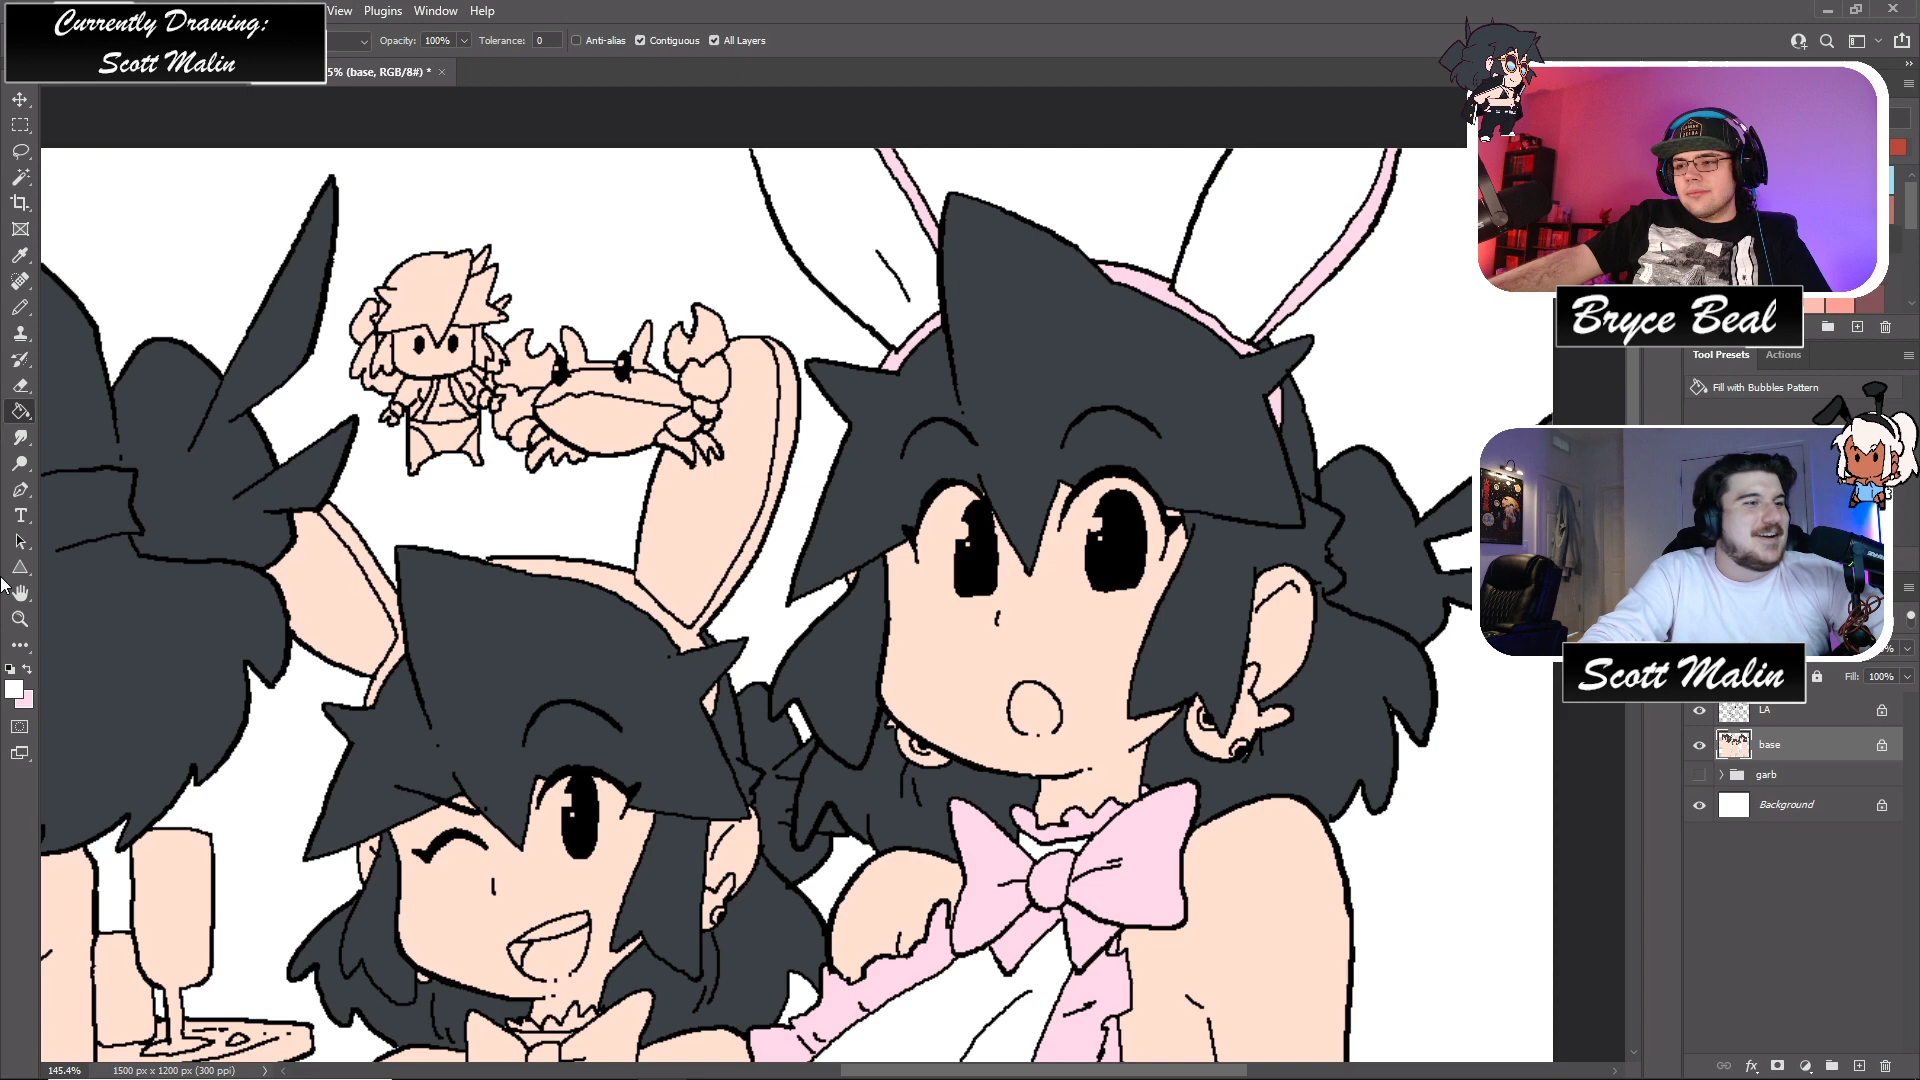 Currently Drawing:
Scott Malin
View Plugins Window Help
Opacity: 100% Tolerance: 0 Anti-alias Contiguous All Layers
5% (base, RGB/8#) * ×
Bryce Beal
Tool Presets Actions
Fill with Bubbles Pattern
Scott Malin
%
Fill: 100%
LA
base
garb
Background
fx
145.4% 1500 px x 1200 px (300 ppi)